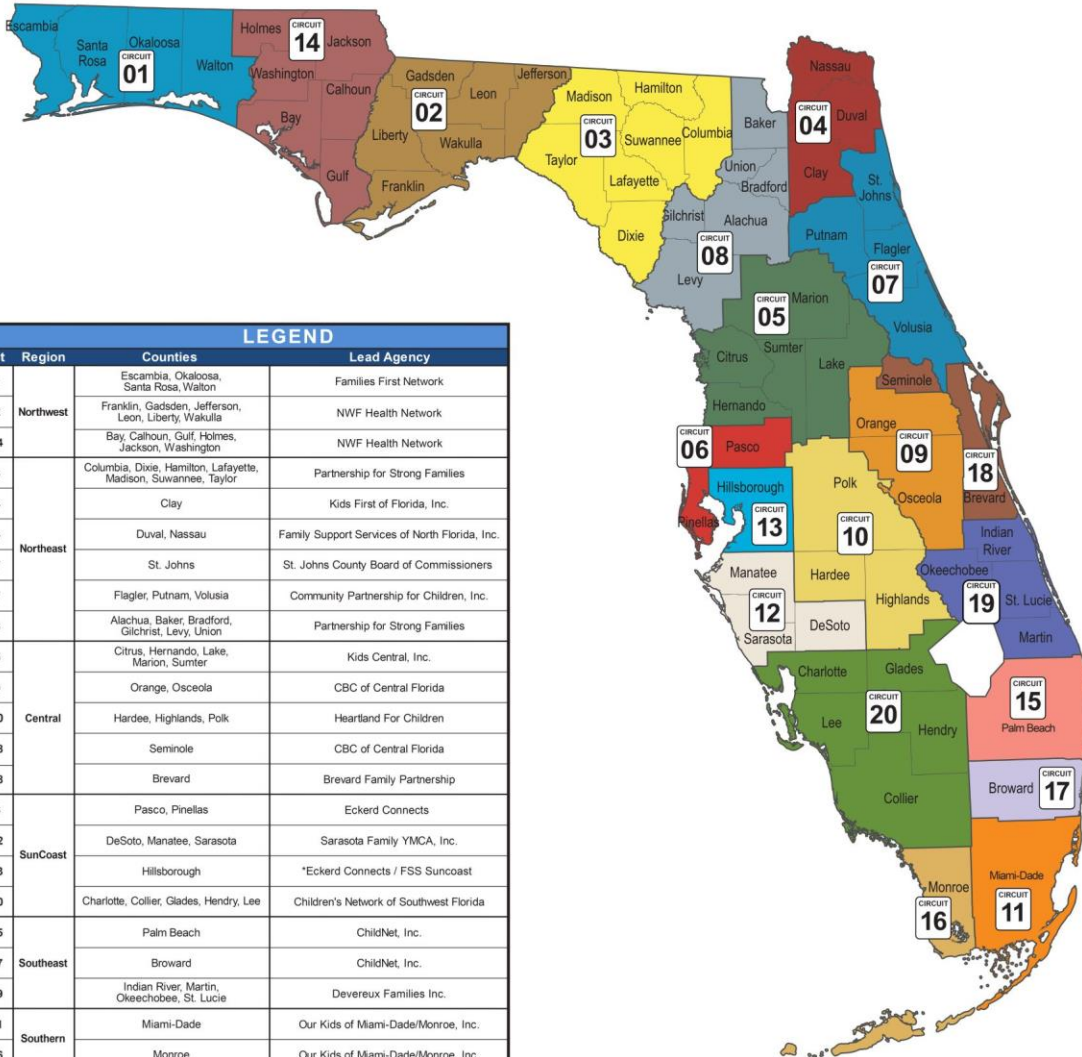 Escambia
Santa
Rosa
Okaloosa
CIRCUIT
01
Walton
Holmes
CIRCUIT
14
Jackson
Washington
Calhoun
Bay
Gulf
Gadsden
Jefferson
CIRCUIT
02
Leon
Liberty
Wakulla
Franklin
Madison
Hamilton
CIRCUIT
03
Suwannee
Columbia
Taylor
Lafayette
Dixie
Baker
Union
Bradford
Gilchrist
Alachua
CIRCUIT
08
Levy
Nassau
CIRCUIT
04
Duval
Clay
St.
Johns
Putnam
Flagler
CIRCUIT
07
Volusia
CIRCUIT
05
Marion
Citrus
Sumter
Lake
Hernando
Seminole
Orange
CIRCUIT
09
Osceola
CIRCUIT
18
Brevard
CIRCUIT
06
Pasco
Pinellas
Hillsborough
CIRCUIT
13
Polk
CIRCUIT
10
Hardee
Highlands
Manatee
CIRCUIT
12
Sarasota
DeSoto
Indian
River
Okeechobee
CIRCUIT
19
St. Lucie
Martin
Charlotte
Glades
CIRCUIT
20
Lee
Hendry
Collier
CIRCUIT
15
Palm Beach
Broward
CIRCUIT
17
Monroe
CIRCUIT
16
Miami-Dade
CIRCUIT
11
LEGEND
Region Counties Lead Agency
Northwest
Escambia, Okaloosa,
Santa Rosa, Walton
Families First Network
Franklin, Gadsden, Jefferson,
Leon, Liberty, Wakulla
NWF Health Network
Bay, Calhoun, Gulf, Holmes,
Jackson, Washington
NWF Health Network
Northeast
Columbia, Dixie, Hamilton, Lafayette,
Madison, Suwannee, Taylor
Partnership for Strong Families
Clay
Kids First of Florida, Inc.
Duval, Nassau
Family Support Services of North Florida, Inc.
St. Johns
St. Johns County Board of Commissioners
Flagler, Putnam, Volusia
Community Partnership for Children, Inc.
Alachua, Baker, Bradford,
Gilchrist, Levy, Union
Partnership for Strong Families
Central
Citrus, Hernando, Lake,
Marion, Sumter
Kids Central, Inc.
Orange, Osceola
CBC of Central Florida
Hardee, Highlands, Polk
Heartland For Children
Seminole
CBC of Central Florida
Brevard
Brevard Family Partnership
SunCoast
Pasco, Pinellas
Eckerd Connects
DeSoto, Manatee, Sarasota
Sarasota Family YMCA, Inc.
Hillsborough
*Eckerd Connects / FSS Suncoast
Charlotte, Collier, Glades, Hendry, Lee
Children's Network of Southwest Florida
Southeast
Palm Beach
ChildNet, Inc.
Broward
ChildNet, Inc.
Indian River, Martin,
Okeechobee, St. Lucie
Devereux Families Inc.
Southern
Miami-Dade
Our Kids of Miami-Dade/Monroe, Inc.
Monroe
Our Kids of Miami-Dade/Monroe, Inc.